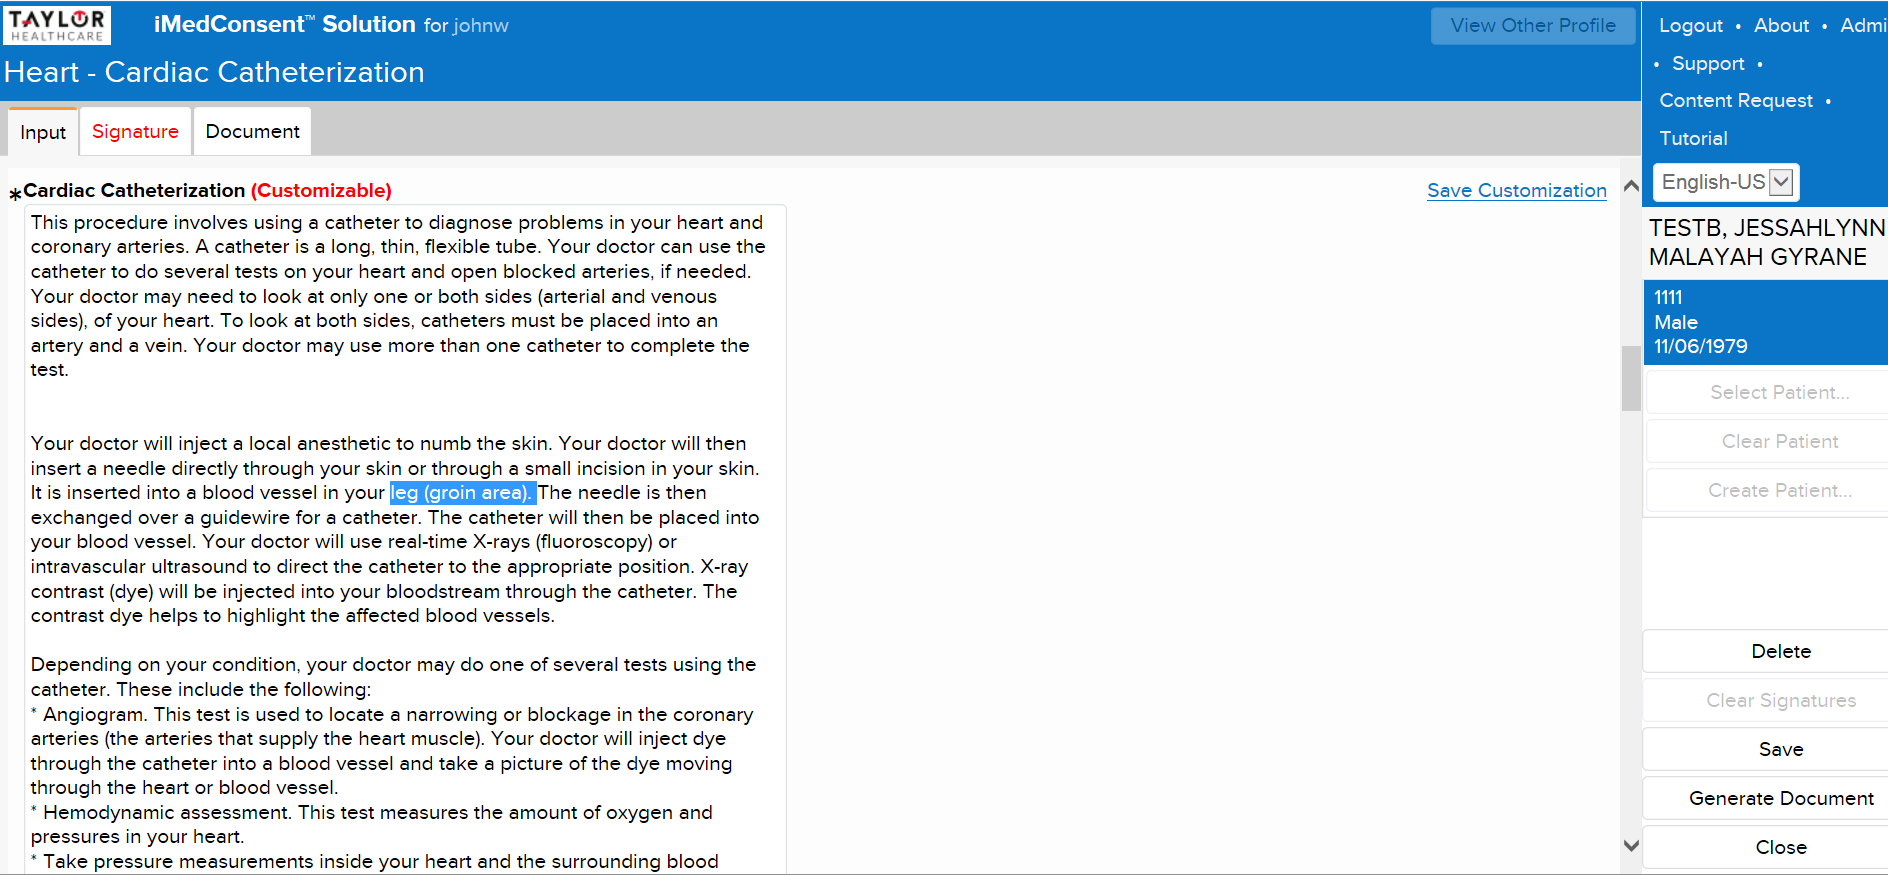 TAYLOR
HEALTHCARE
iMedConsent™ Solution for johnw
View Other Profile
Heart - Cardiac Catheterization
Logout • About • Admi
• Support •
Content Request •
Tutorial
English-US
Input
Signature
Document
*Cardiac Catheterization (Customizable)
Save Customization
This procedure involves using a catheter to diagnose problems in your heart and
coronary arteries. A catheter is a long, thin, flexible tube. Your doctor can use the
catheter to do several tests on your heart and open blocked arteries, if needed.
Your doctor may need to look at only one or both sides (arterial and venous
sides), of your heart. To look at both sides, catheters must be placed into an
artery and a vein. Your doctor may use more than one catheter to complete the
test.
Your doctor will inject a local anesthetic to numb the skin. Your doctor will then
insert a needle directly through your skin or through a small incision in your skin.
It is inserted into a blood vessel in your leg (groin area). The needle is then
exchanged over a guidewire for a catheter. The catheter will then be placed into
your blood vessel. Your doctor will use real-time X-rays (fluoroscopy) or
intravascular ultrasound to direct the catheter to the appropriate position. X-ray
contrast (dye) will be injected into your bloodstream through the catheter. The
contrast dye helps to highlight the affected blood vessels.
Depending on your condition, your doctor may do one of several tests using the
catheter. These include the following:
* Angiogram. This test is used to locate a narrowing or blockage in the coronary
arteries (the arteries that supply the heart muscle). Your doctor will inject dye
through the catheter into a blood vessel and take a picture of the dye moving
through the heart or blood vessel.
* Hemodynamic assessment. This test measures the amount of oxygen and
pressures in your heart.
* Take pressure measurements inside your heart and the surrounding blood
TESTB, JESSAHLYNN
MALAYAH GYRANE
1111
Male
11/06/1979
Select Patient...
Clear Patient
Create Patient...
Delete
Clear Signatures
Save
Generate Document
Close